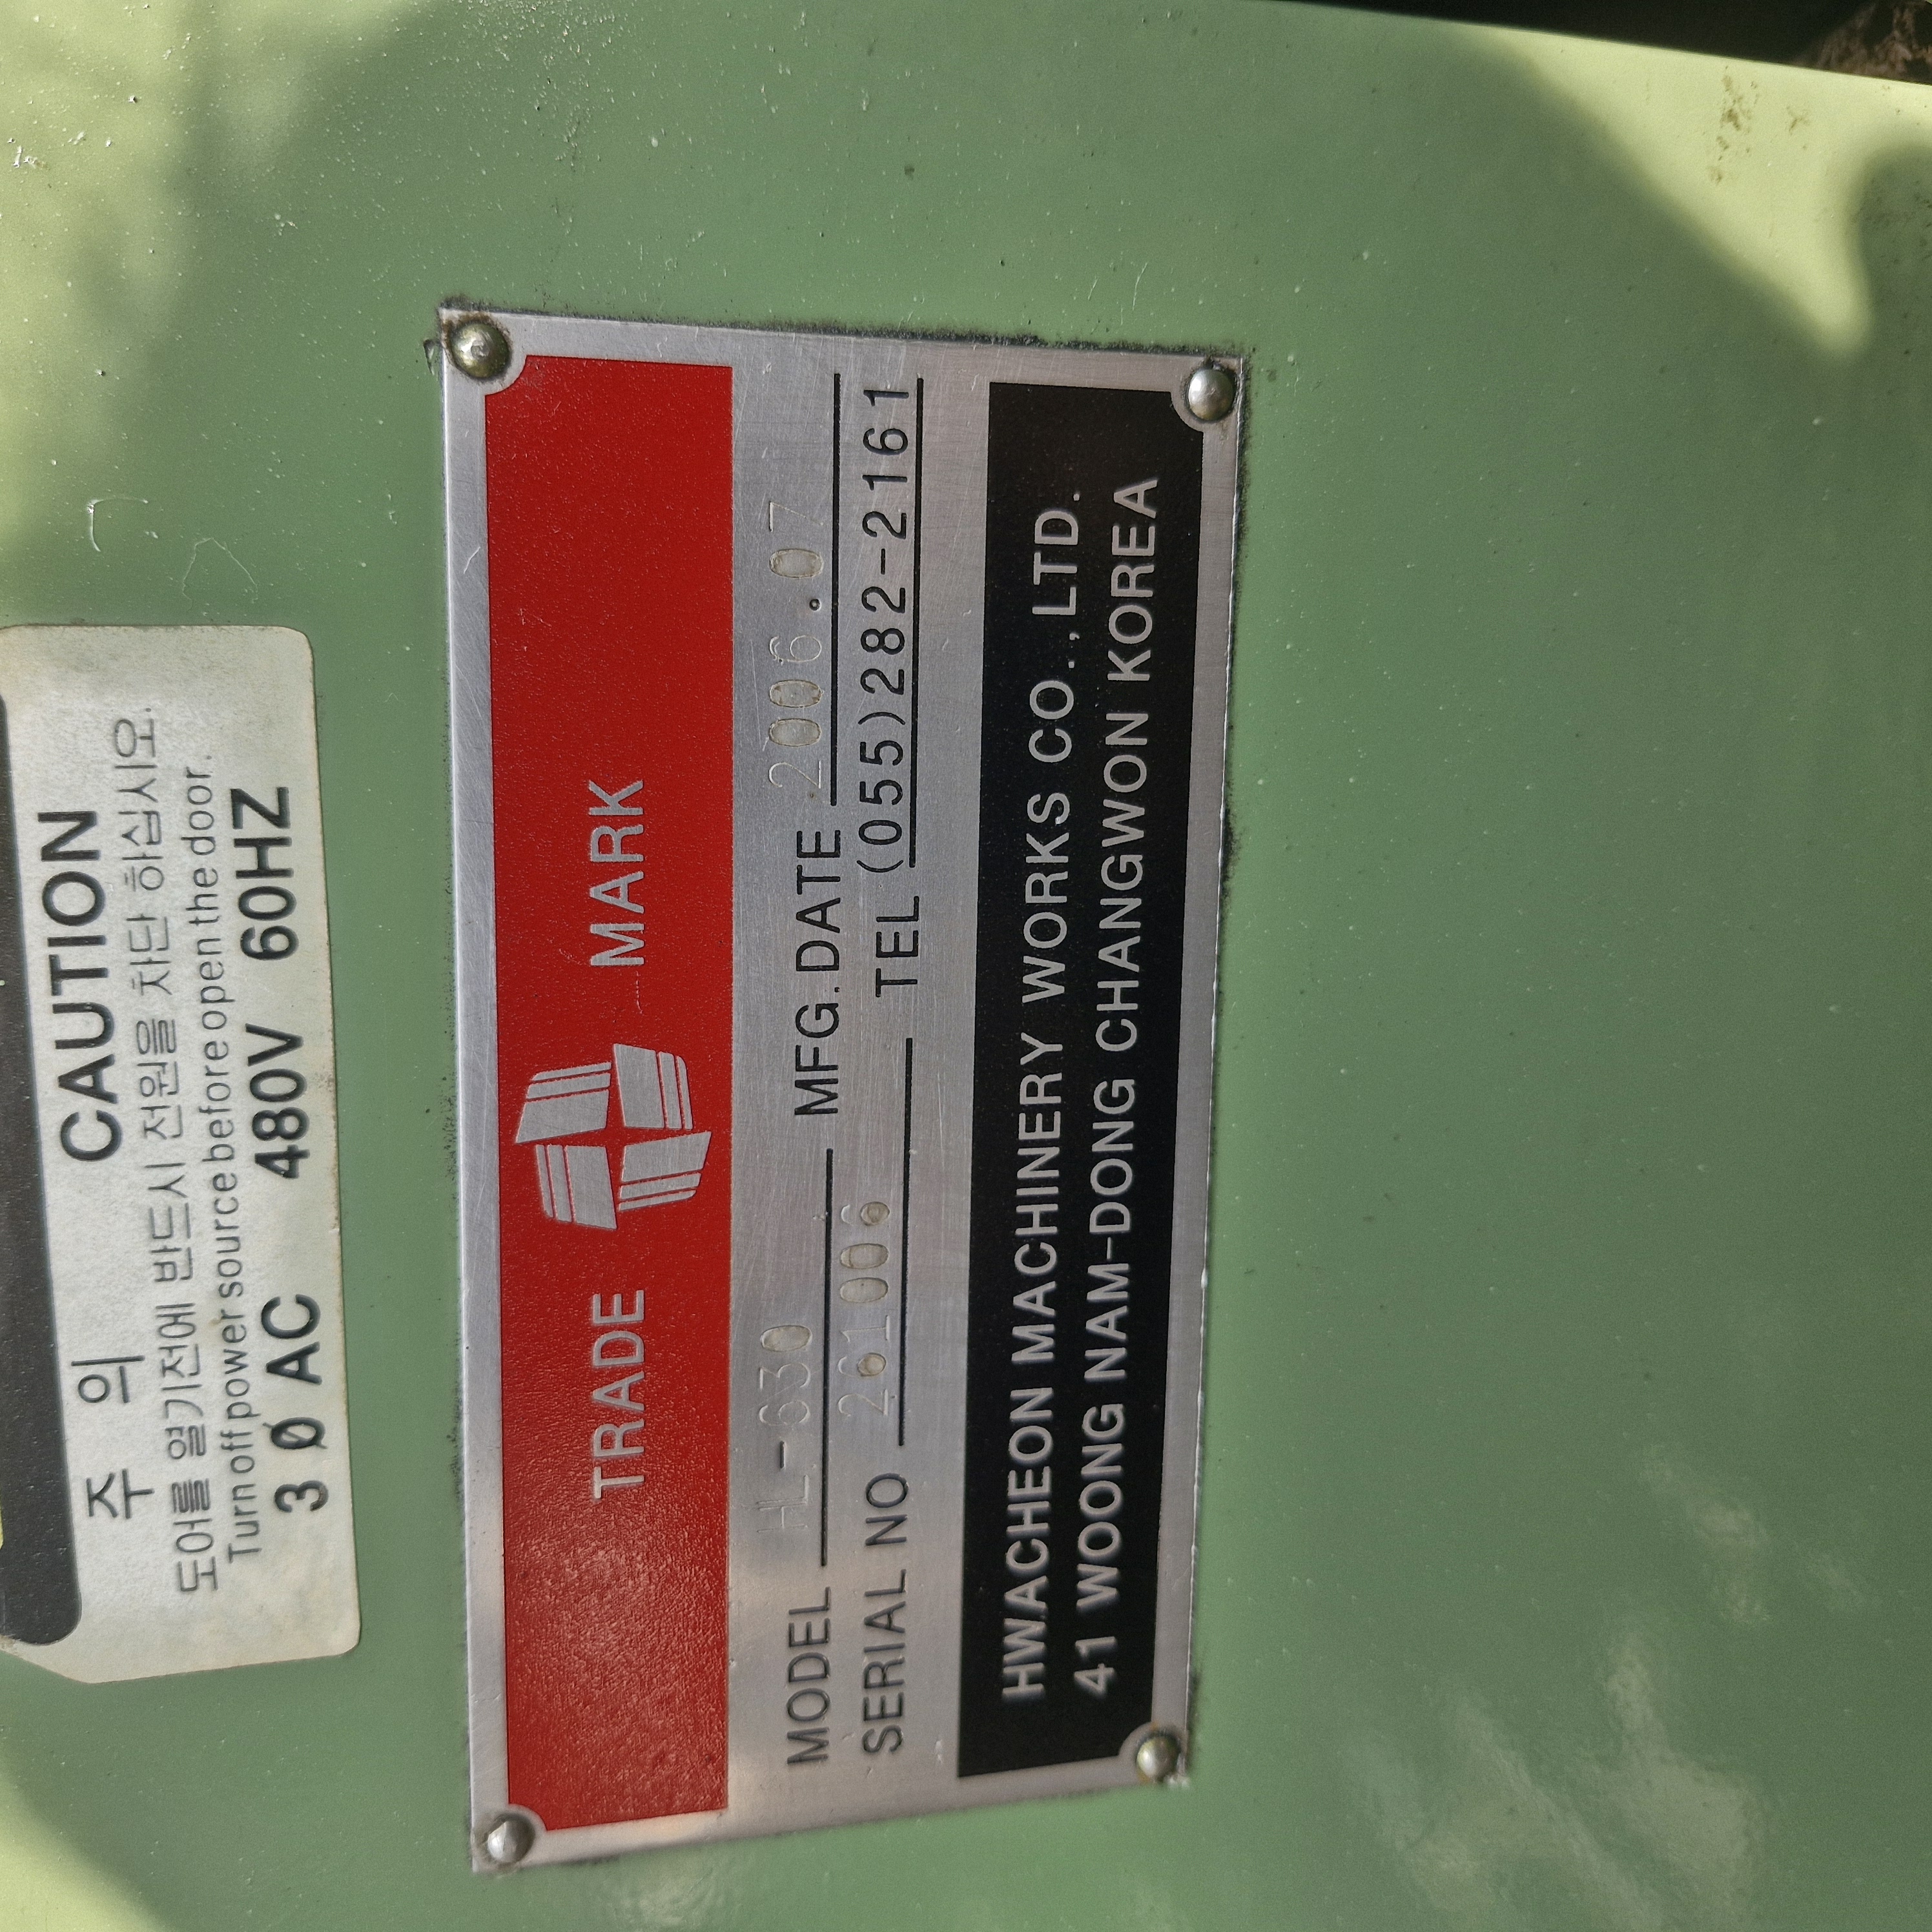 주 의 CAUTION
도어를 열기전에 반드시 전원을 차단 하십시오.
Turn off power source before open the door.
3 Ø AC 480V 60HZ
TRADE MARK
MODEL HL-630 MFG.DATE 2006.07
SERIAL NO 261006 TEL (055)282-2161
HWACHEON MACHINERY WORKS CO.,LTD.
41 WOONG NAM-DONG CHANGWON KOREA